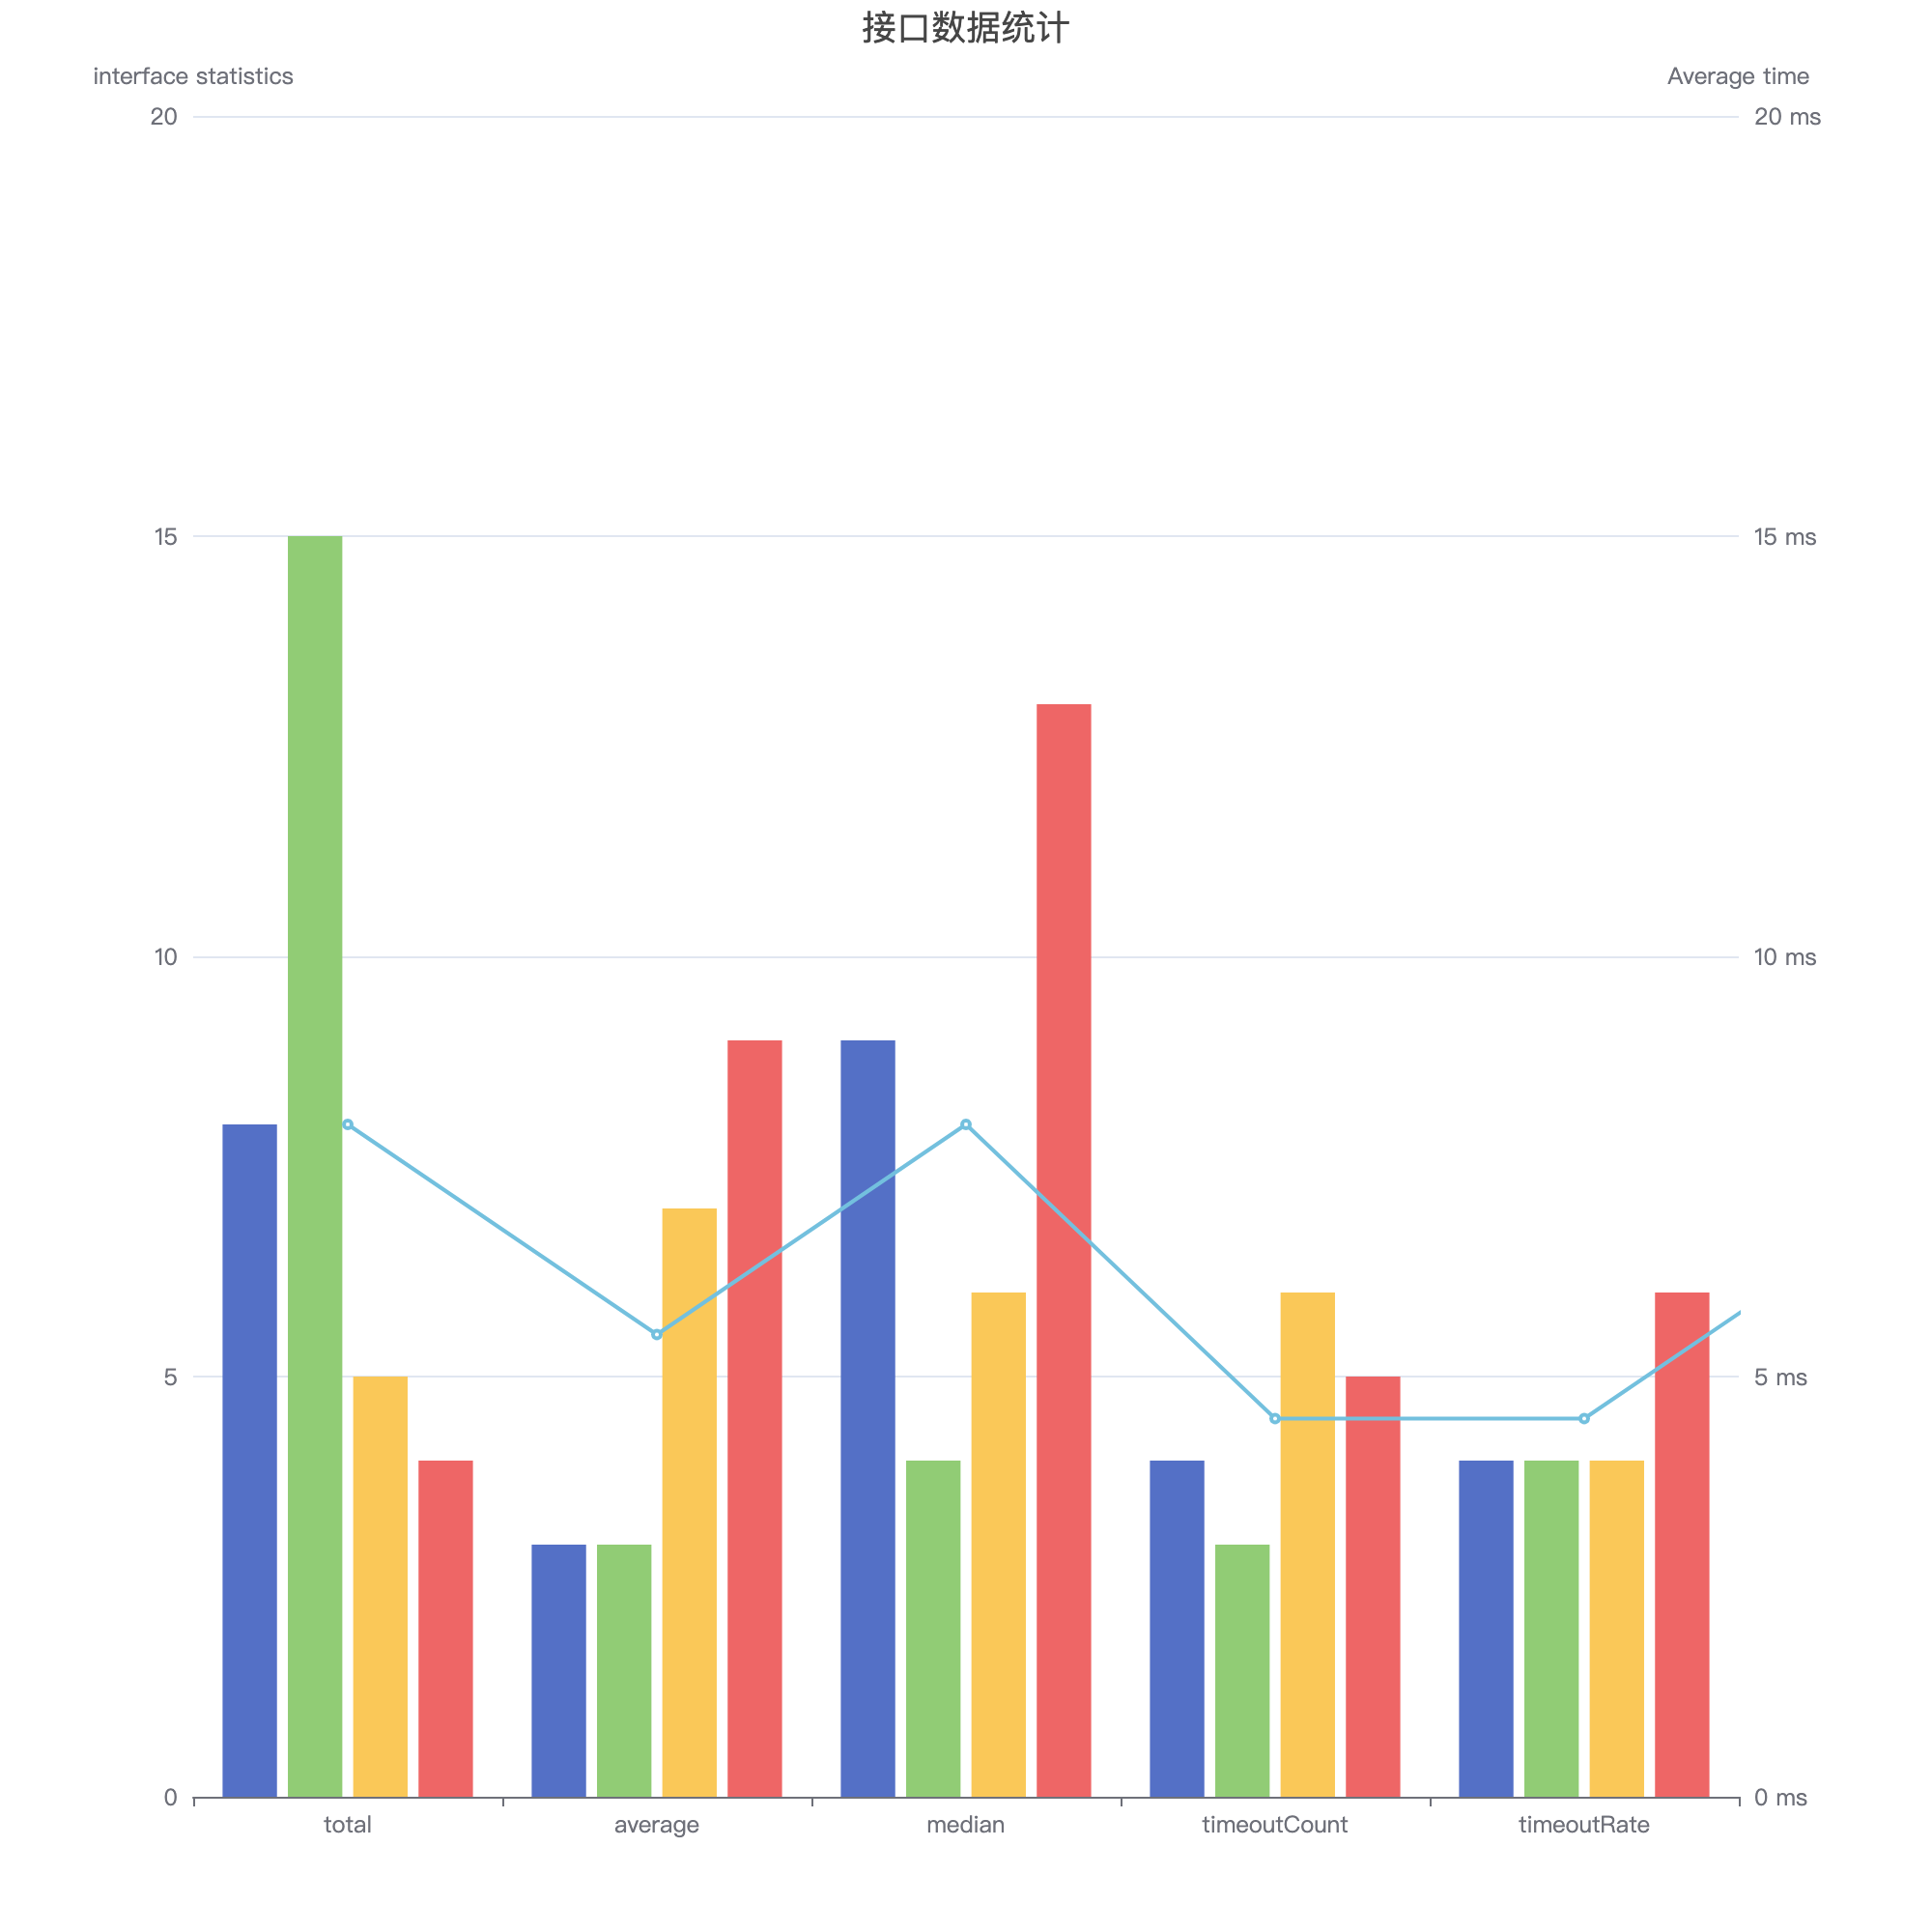 接口数据统计
interface statistics
Average time
20
20 ms
15
15 ms
10
10 ms
5
5 ms
0
0 ms
total
average
median
timeoutCount
timeoutRate